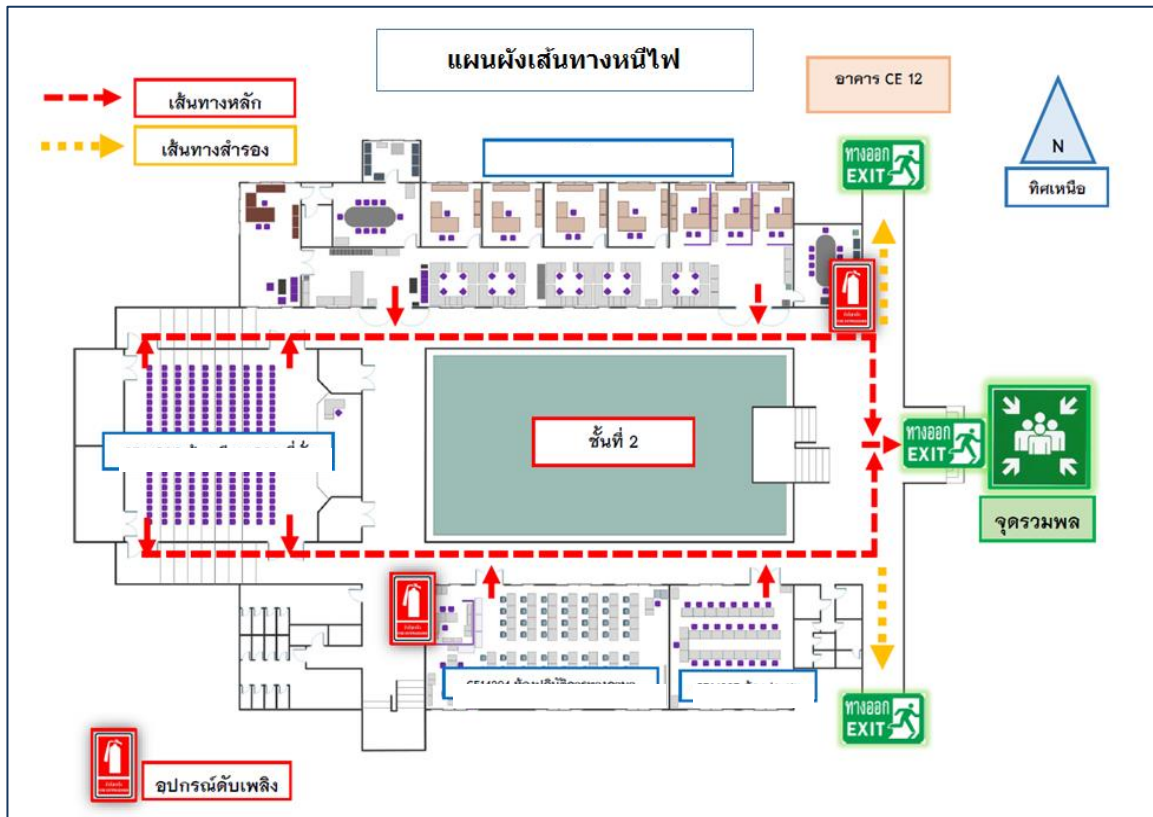 แผนผังเส้นทางหนีไฟ
อาคาร CE 12
เส้นทางหลัก
เส้นทางสำรอง
N
ทิศเหนือ
ทางออก
EXIT
ชั้นที่ 2
ทางออก
EXIT
จุดรวมพล
ทางออก
EXIT
อุปกรณ์ดับเพลิง